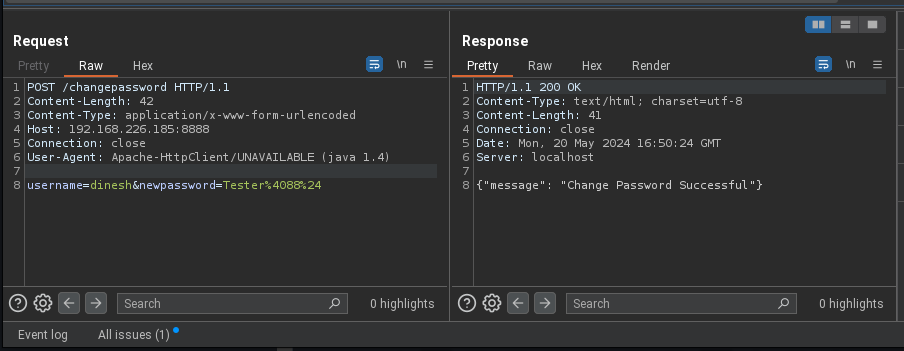 Request
Pretty Raw Hex \n
1 POST /changepassword HTTP/1.1
2 Content-Length: 42
3 Content-Type: application/x-www-form-urlencoded
4 Host: 192.168.226.185:8888
5 Connection: close
6 User-Agent: Apache-HttpClient/UNAVAILABLE (java 1.4)
7
8 username=dinesh&newpassword=Tester%4088%24
Search 0 highlights
Response
Pretty Raw Hex Render \n
1 HTTP/1.1 200 OK
2 Content-Type: text/html; charset=utf-8
3 Content-Length: 41
4 Connection: close
5 Date: Mon, 20 May 2024 16:50:24 GMT
6 Server: localhost
7
8 {"message": "Change Password Successful"}
Search 0 highlights
Event log All issues (1)